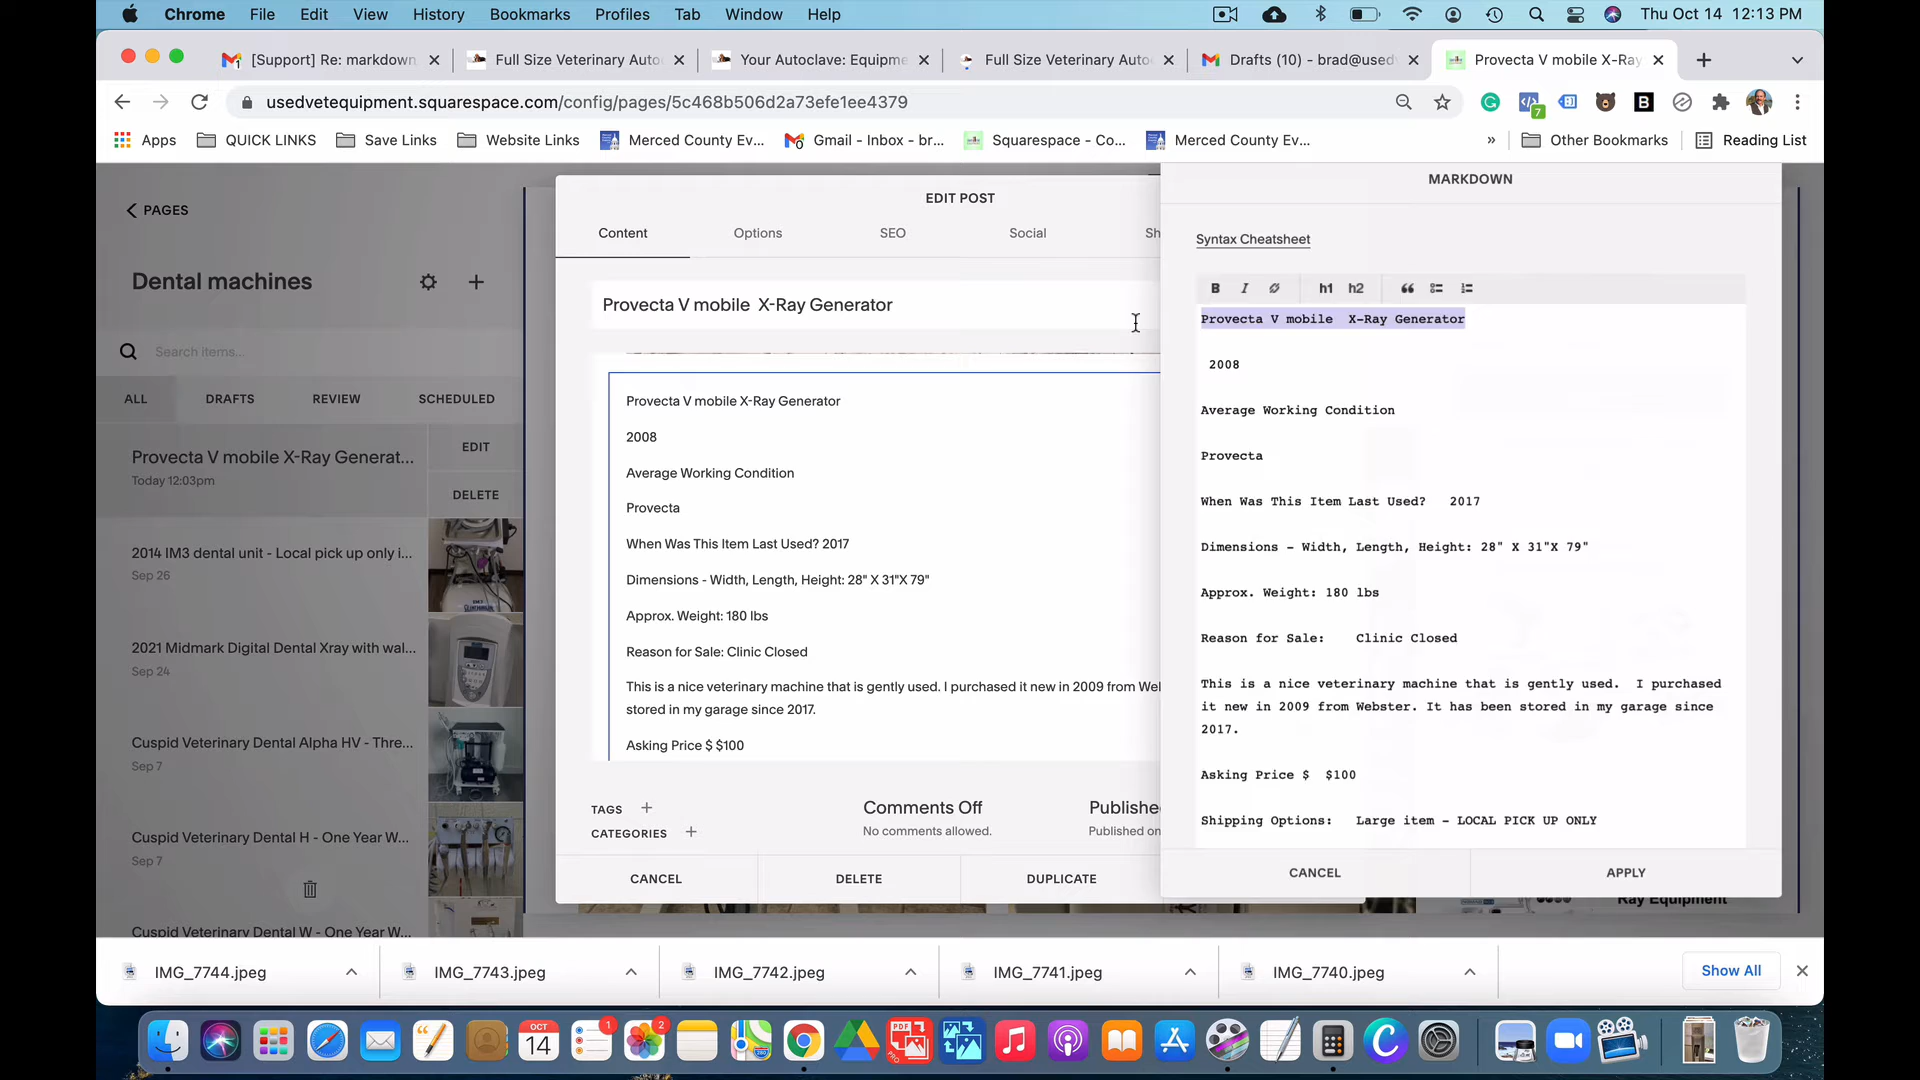 Chrome File Edit View History Bookmarks Profiles Tab Window Help Thu Oct 14 12:13 PM
[Support] Re: markdown Full Size Veterinary Auto Your Autoclave: Equipme Full Size Veterinary Auto Drafts (10) - brad@used Provecta V mobile X-Ray
usedvetequipment.squarespace.com/config/pages/5c468b506d2a73efe1ee4379
7
Apps QUICK LINKS Save Links Website Links Merced County Ev... Gmail - Inbox - br... Squarespace - Co... Merced County Ev... » Other Bookmarks Reading List
PAGES
Dental machines
Search items...
ALL DRAFTS REVIEW SCHEDULED
Provecta V mobile X-Ray Generat...
Today 12:03pm
EDIT
DELETE
2014 IM3 dental unit - Local pick up only i...
Sep 26
2021 Midmark Digital Dental Xray with wal...
Sep 24
Cuspid Veterinary Dental Alpha HV - Thre...
Sep 7
Cuspid Veterinary Dental H - One Year W...
Sep 7
Cuspid Veterinary Dental W - One Year W...
EDIT POST
Content Options SEO Social Sh
Provecta V mobile  X-Ray Generator
Provecta V mobile X-Ray Generator
2008
Average Working Condition
Provecta
When Was This Item Last Used? 2017
Dimensions - Width, Length, Height: 28" X 31"X 79"
Approx. Weight: 180 lbs
Reason for Sale: Clinic Closed
This is a nice veterinary machine that is gently used. I purchased it new in 2009 from Wel
stored in my garage since 2017.
Asking Price $ $100
TAGS +
CATEGORIES +
Comments Off
No comments allowed.
Publishe
Published on
CANCEL DELETE DUPLICATE
MARKDOWN
Syntax Cheatsheet
B I h1 h2
Provecta V mobile  X-Ray Generator
2008
Average Working Condition
Provecta
When Was This Item Last Used?   2017
Dimensions - Width, Length, Height: 28" X 31"X 79"
Approx. Weight: 180 lbs
Reason for Sale:    Clinic Closed
This is a nice veterinary machine that is gently used.  I purchased
it new in 2009 from Webster. It has been stored in my garage since
2017.
Asking Price $  $100
Shipping Options:   Large item - LOCAL PICK UP ONLY
CANCEL APPLY
Ray Equipment
IMG_7744.jpeg IMG_7743.jpeg IMG_7742.jpeg IMG_7741.jpeg IMG_7740.jpeg Show All
OCT
14
1
2
PDF
PRO